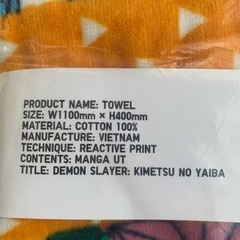 PRODUCT NAME: TOWEL
SIZE: W1100mm × H400mm
MATERIAL: COTTON 100%
MANUFACTURE: VIETNAM
TECHNIQUE: REACTIVE PRINT
CONTENTS: MANGA UT
TITLE: DEMON SLAYER: KIMETSU NO YAIBA